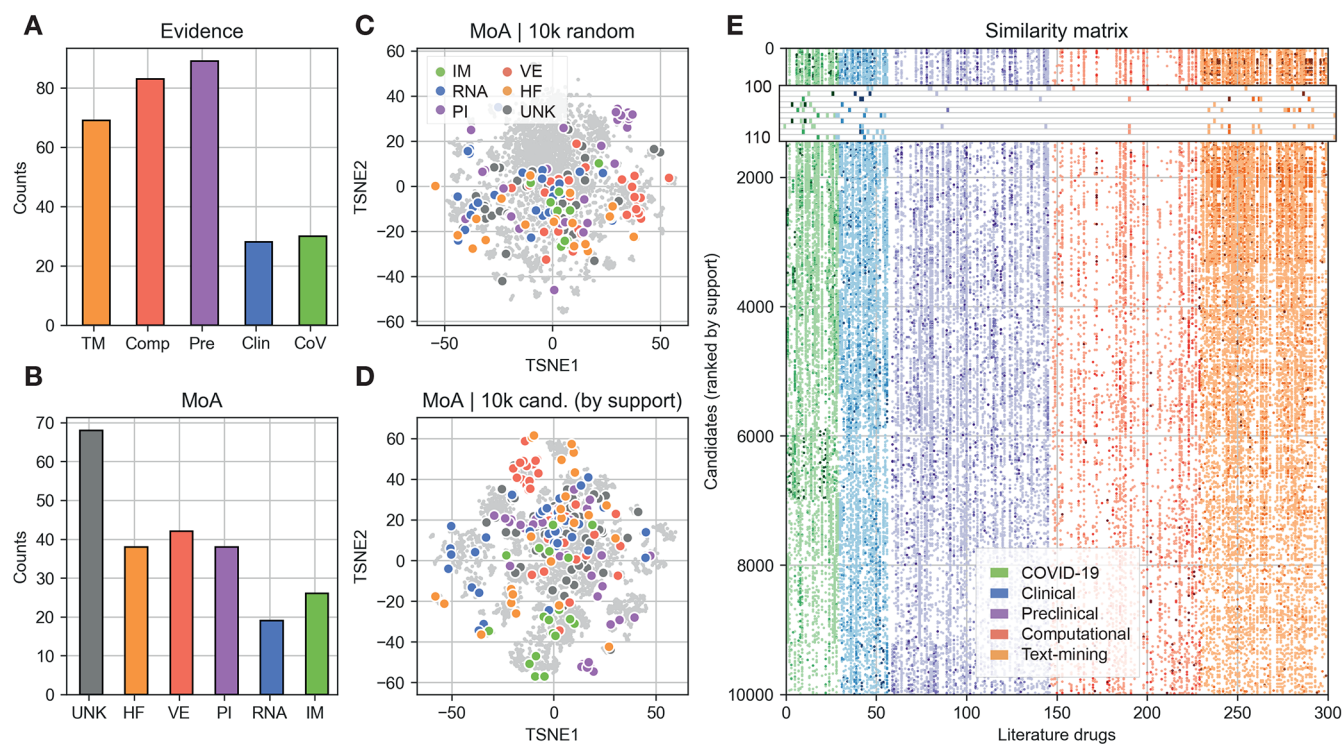 A
Evidence
Counts
80
60
40
20
0
TM Comp Pre Clin CoV
B
MoA
Counts
70
60
50
40
30
20
10
0
UNK HF VE PI RNA IM
C
MoA | 10k random
IM VE
RNA HF
PI UNK
TSNE2
60
40
20
0
−20
−40
−60
−50 0 50
TSNE1
D
MoA | 10k cand. (by support)
TSNE2
60
40
20
0
−20
−40
−60
−50 0 50
TSNE1
E
Similarity matrix
Candidates (ranked by support)
0
100
110
2000
4000
6000
8000
10000
COVID-19
Clinical
Preclinical
Computational
Text-mining
0 50 100 150 200 250 300
Literature drugs